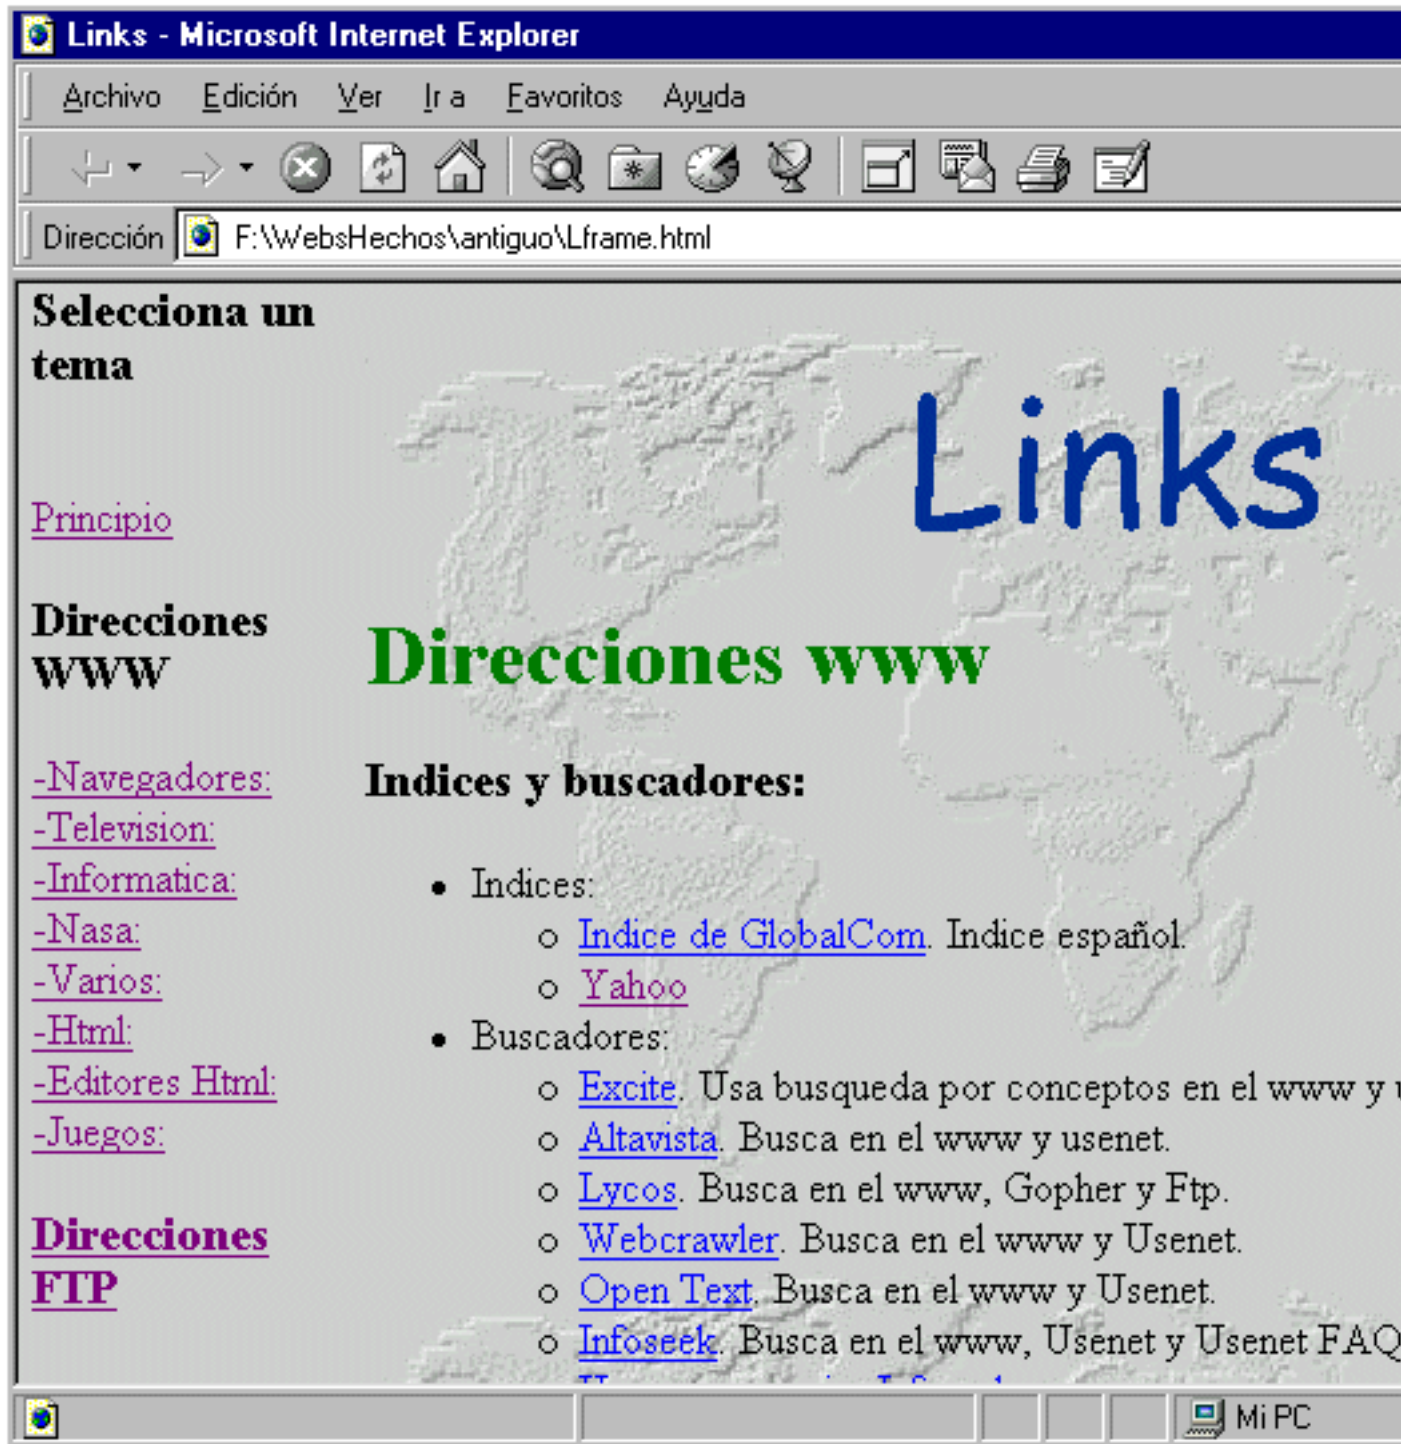 Links - Microsoft Internet Explorer
Archivo Edición Ver Ir a Favoritos Ayuda
Dirección F:\WebsHechos\antiguo\Lframe.html
Selecciona un
tema
Principio
Direcciones
WWW
-Navegadores:
-Television:
-Informatica:
-Nasa:
-Varios:
-Html:
-Editores Html:
-Juegos:
Direcciones
FTP
Links
Direcciones www
Indices y buscadores:
• Indices:
○ Indice de GlobalCom. Indice español.
○ Yahoo
• Buscadores:
○ Excite. Usa busqueda por conceptos en el www y
○ Altavista. Busca en el www y usenet.
○ Lycos. Busca en el www, Gopher y Ftp.
○ Webcrawler. Busca en el www y Usenet.
○ Open Text. Busca en el www y Usenet.
○ Infoseek. Busca en el www, Usenet y Usenet FAQ
Mi PC